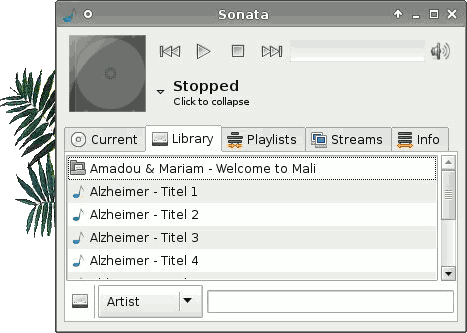 Sonata
Stopped
Click to collapse
Current Library Playlists Streams Info
Amadou & Mariam - Welcome to Mali
Alzheimer - Titel 1
Alzheimer - Titel 2
Alzheimer - Titel 3
Alzheimer - Titel 4
Artist